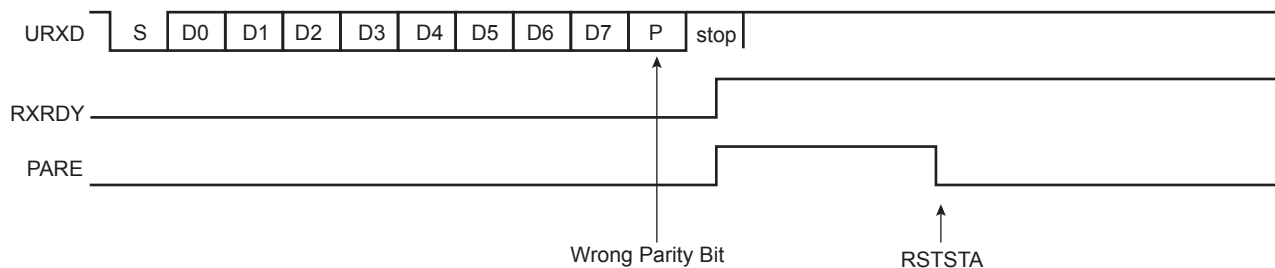 URXD S D0 D1 D2 D3 D4 D5 D6 D7 P stop
RXRDY
PARE
Wrong Parity Bit RSTSTA